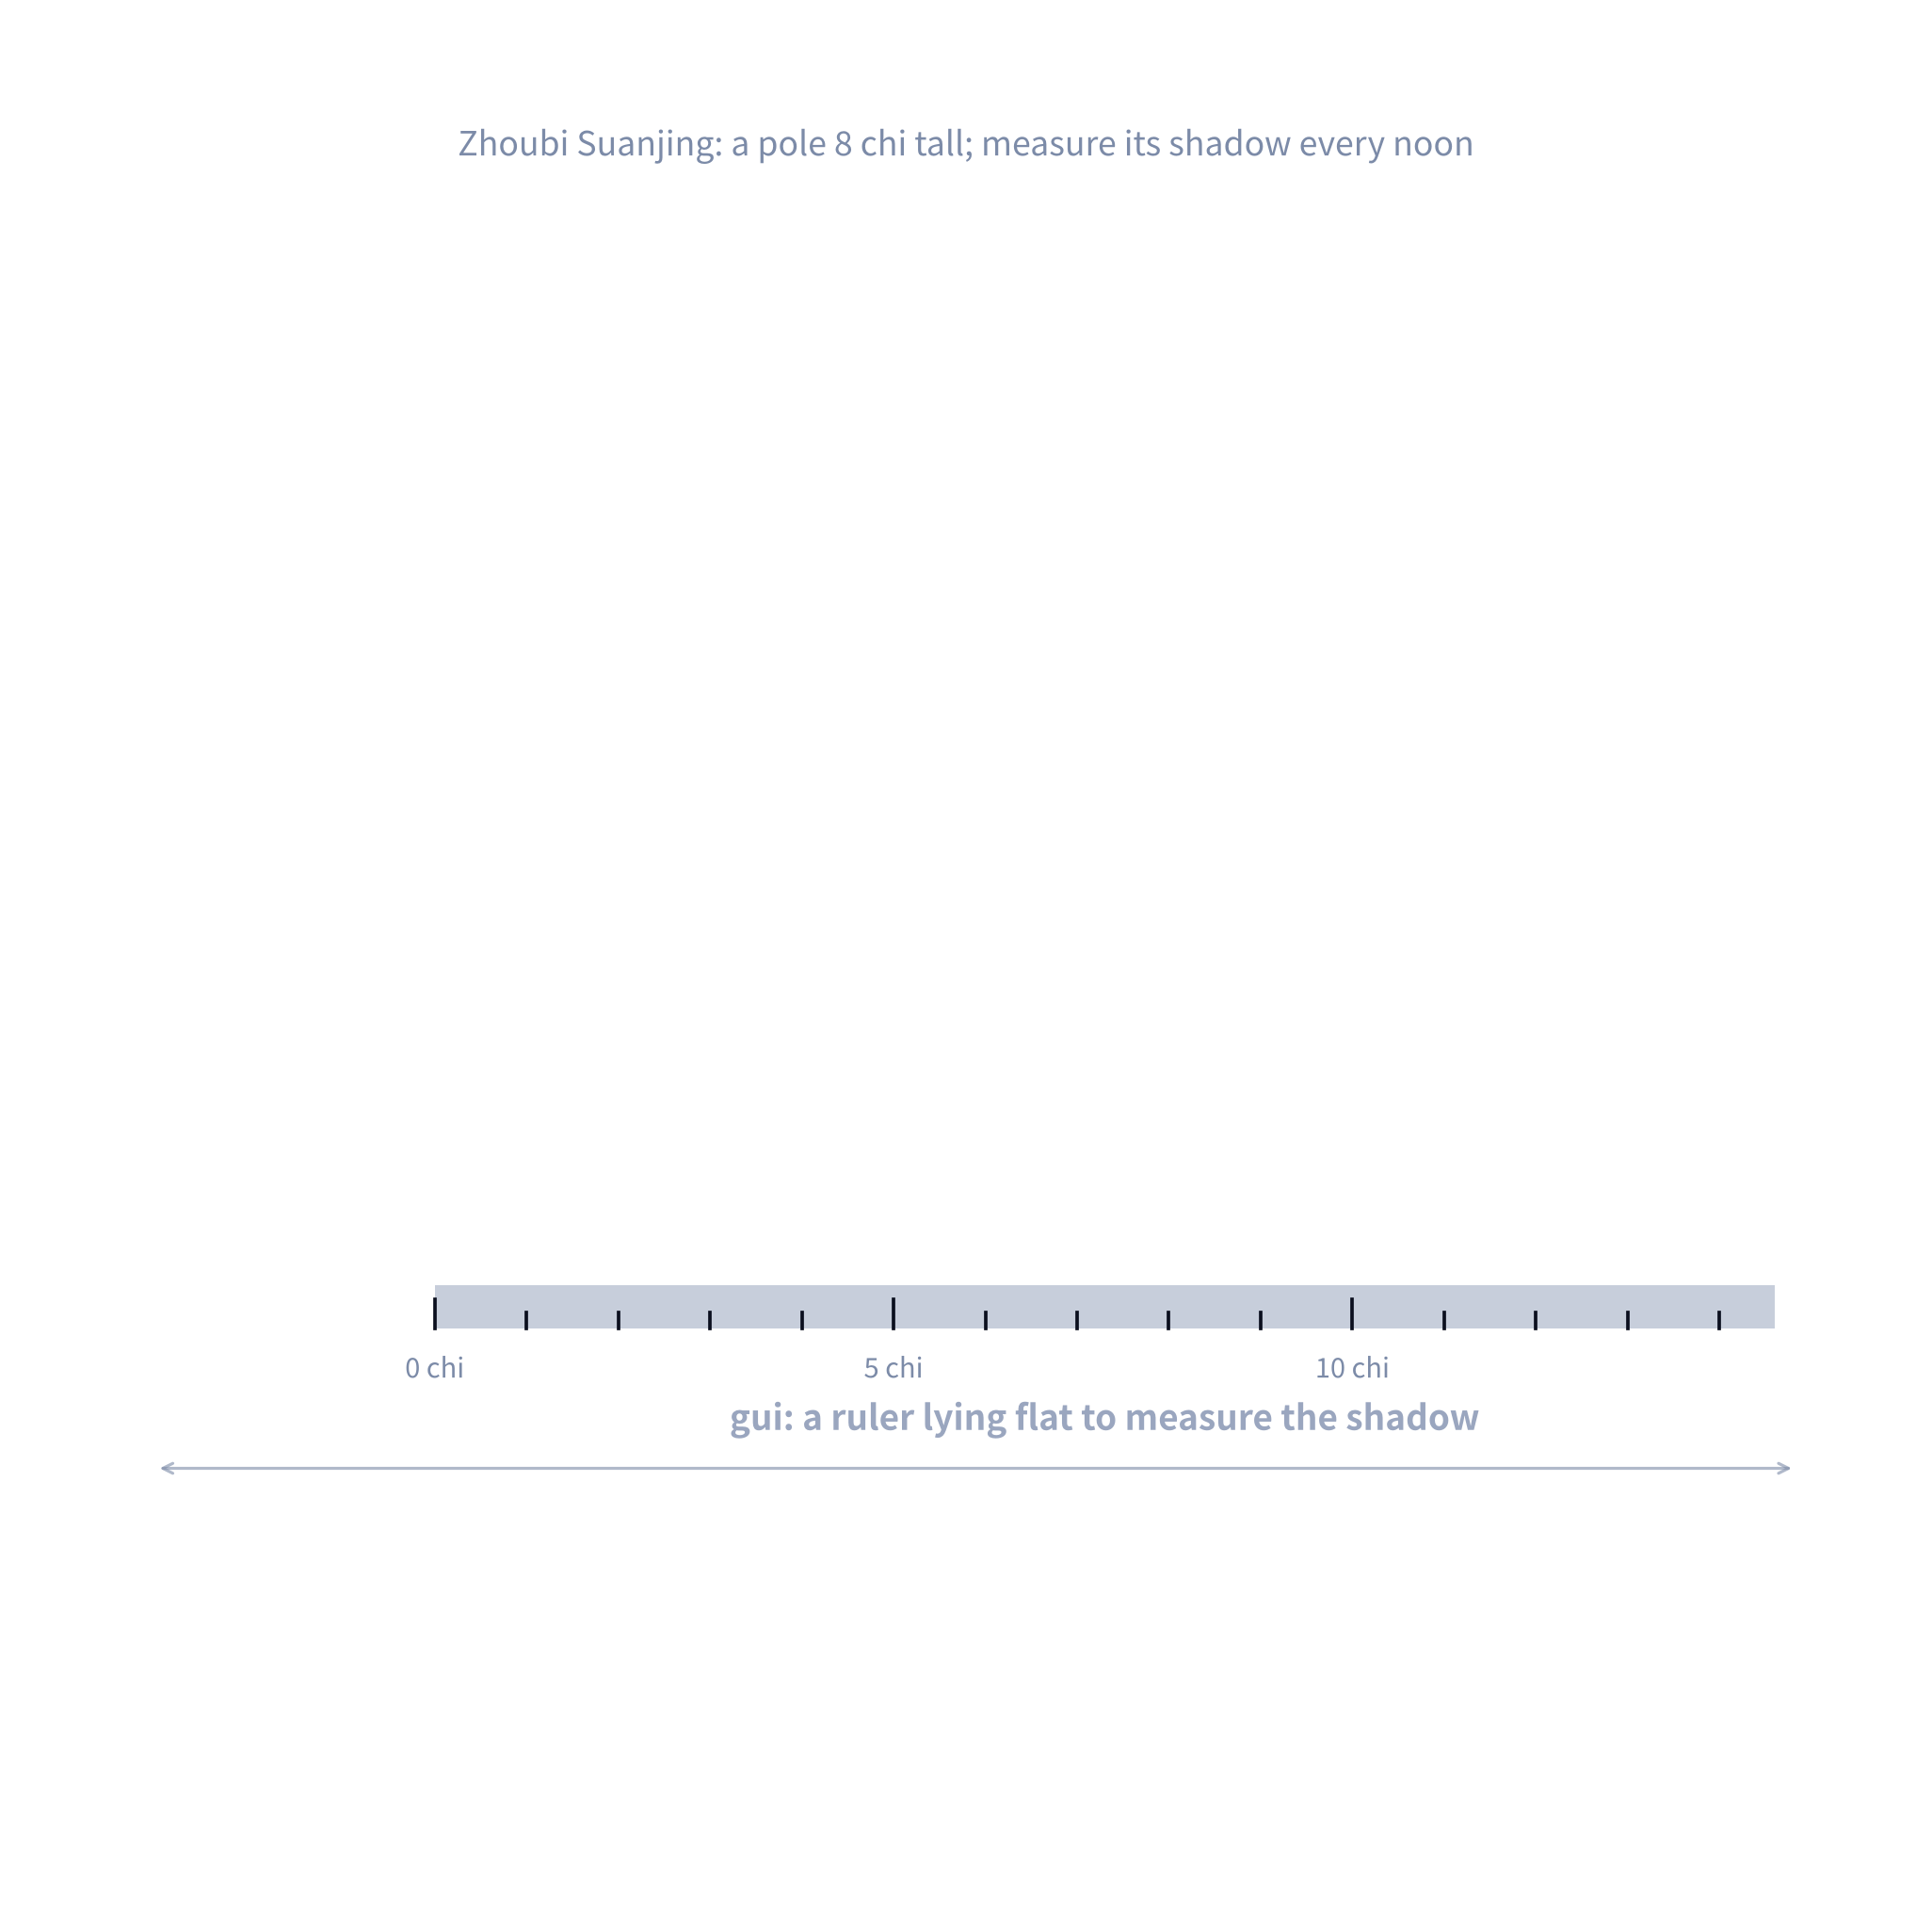 Zhoubi Suanjing: a pole 8 chi tall; measure its shadow every noon
0 chi
5 chi
10 chi
gui: a ruler lying flat to measure the shadow